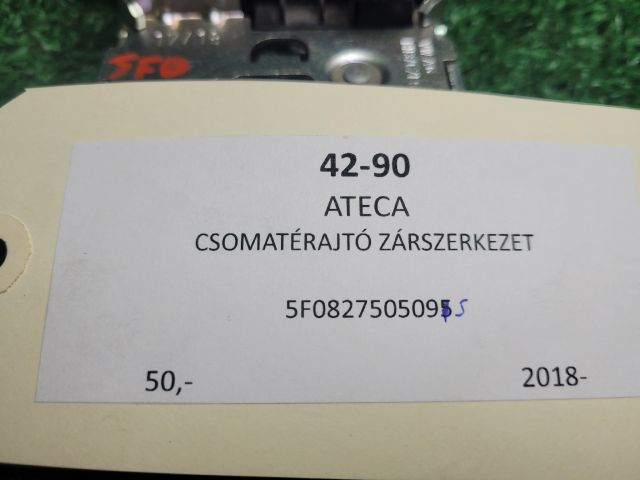 5F0
42-90
ATECA
CSOMATÉRAJTÓ ZÁRSZERKEZET
5F0827505095 S
50,-
2018-